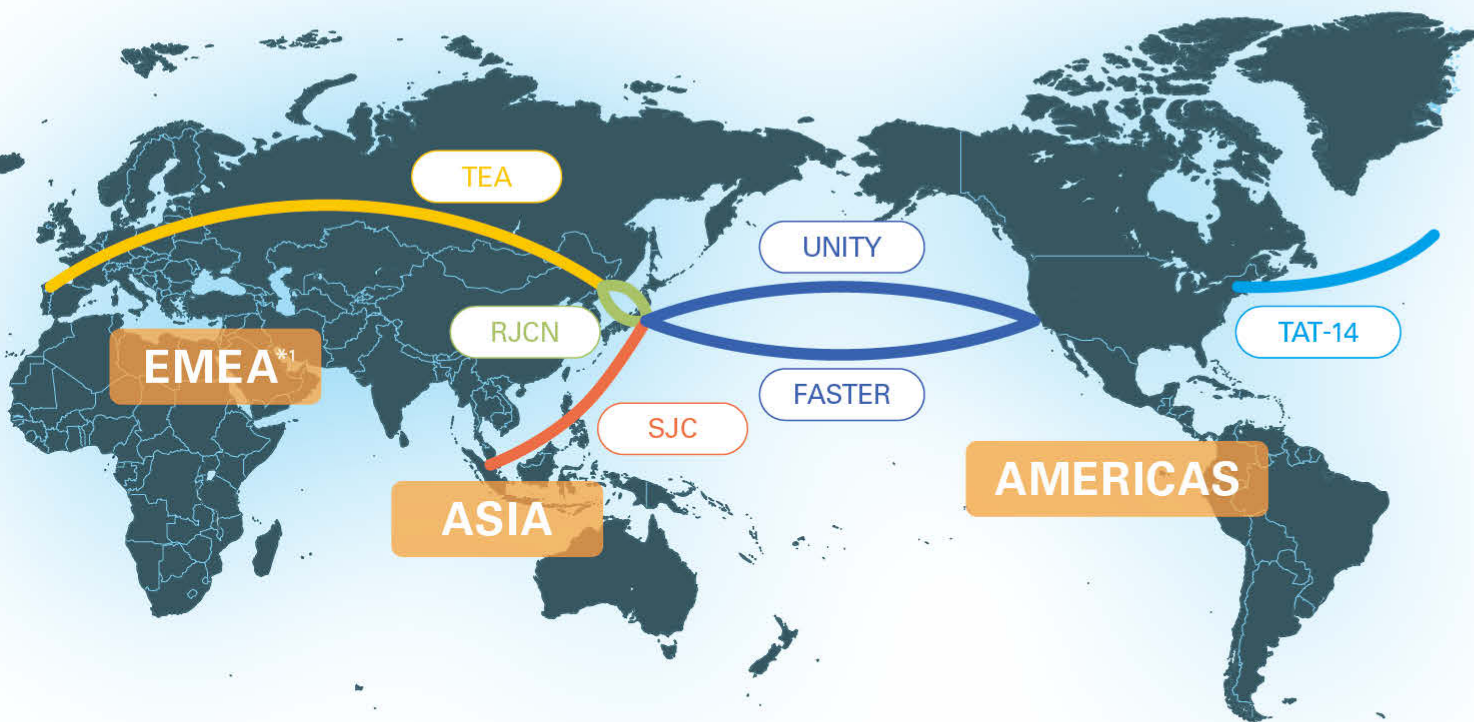 TEA
UNITY
RJCN
TAT-14
EMEA*1
FASTER
SJC
AMERICAS
ASIA